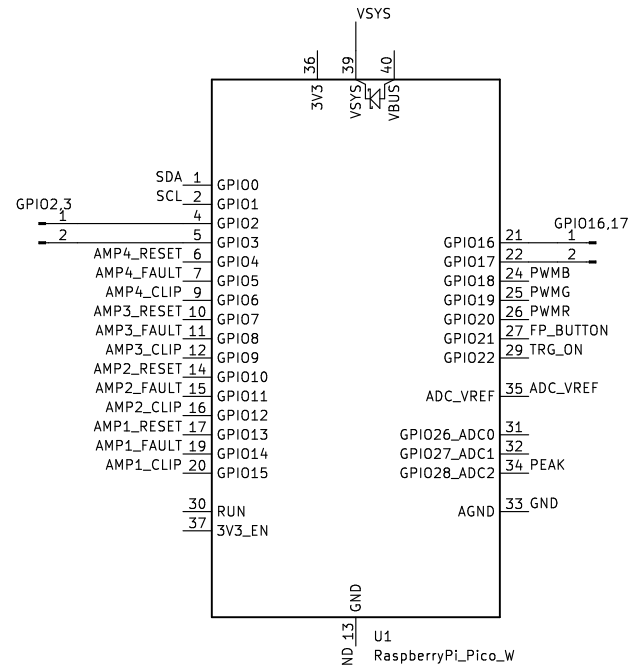 VSYS
36 39 40
3V3 VSYS VBUS
SDA 1 GPIO0
SCL 2 GPIO1
GPIO2,3
1 4 GPIO2
2 5 GPIO3
AMP4_RESET 6 GPIO4
AMP4_FAULT 7 GPIO5
AMP4_CLIP 9 GPIO6
AMP3_RESET 10 GPIO7
AMP3_FAULT 11 GPIO8
AMP3_CLIP 12 GPIO9
AMP2_RESET 14 GPIO10
AMP2_FAULT 15 GPIO11
AMP2_CLIP 16 GPIO12
AMP1_RESET 17 GPIO13
AMP1_FAULT 19 GPIO14
AMP1_CLIP 20 GPIO15
30 RUN
37 3V3_EN
GPIO16,17
GPIO16 21 1
GPIO17 22 2
GPIO18 24 PWMB
GPIO19 25 PWMG
GPIO20 26 PWMR
GPIO21 27 FP_BUTTON
GPIO22 29 TRG_ON
ADC_VREF 35 ADC_VREF
GPIO26_ADC0 31
GPIO27_ADC1 32
GPIO28_ADC2 34 PEAK
AGND 33 GND
GND
ND 13
U1
RaspberryPi_Pico_W